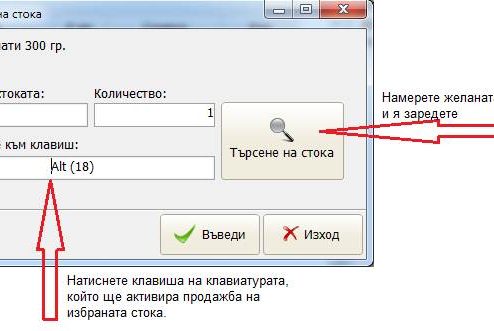 на стока
ати 300 гр.
стоката:
Количество:
1
Намерете желанат
и я заредете
Търсене на стока
е към клавиш:
Alt (18)
Въведи
Изход
Натиснете клавиша на клавиатурата,
който ще активира продажба на
избраната стока.